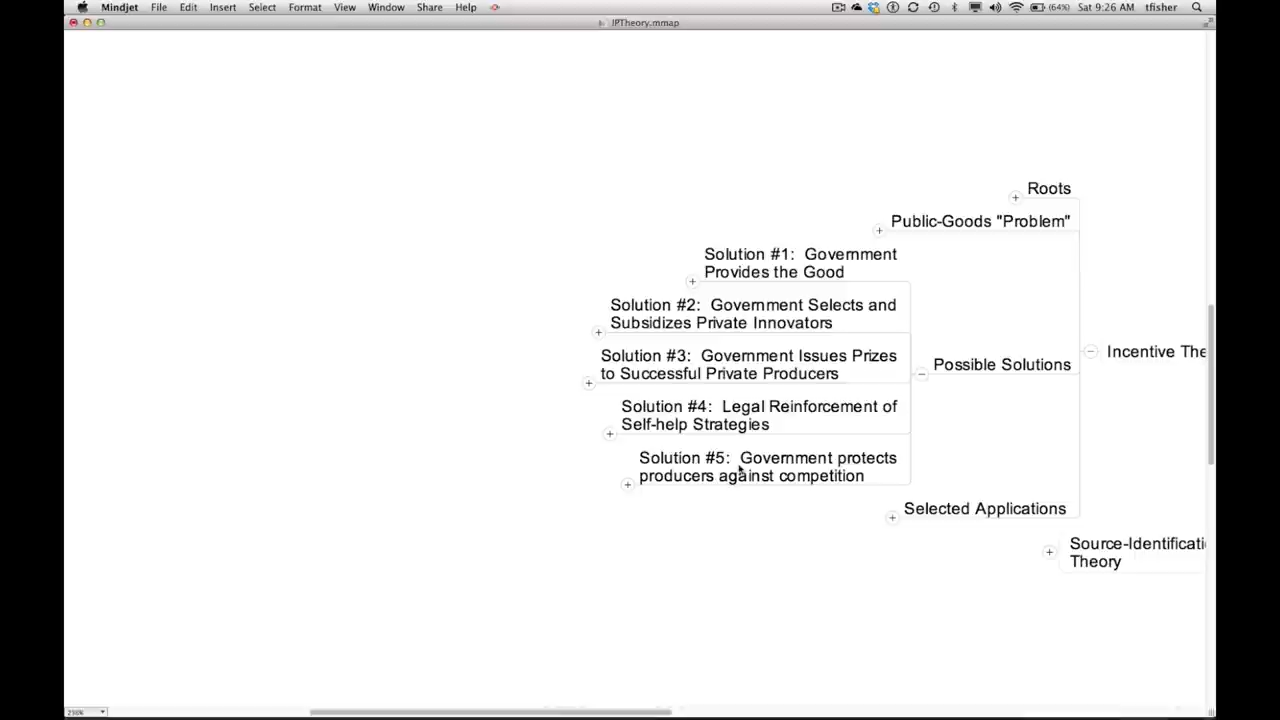 Mindjet File Edit Insert Select Format View Window Share Help
(64%) Sat 9:26 AM tfisher
IPTheory.mmap
Roots
Public-Goods "Problem"
Solution #1: Government
Provides the Good
Solution #2: Government Selects and
Subsidizes Private Innovators
Solution #3: Government Issues Prizes
to Successful Private Producers
Incentive The
Possible Solutions
Solution #4: Legal Reinforcement of
Self-help Strategies
Solution #5: Government protects
producers against competition
Selected Applications
Source-Identificati
Theory